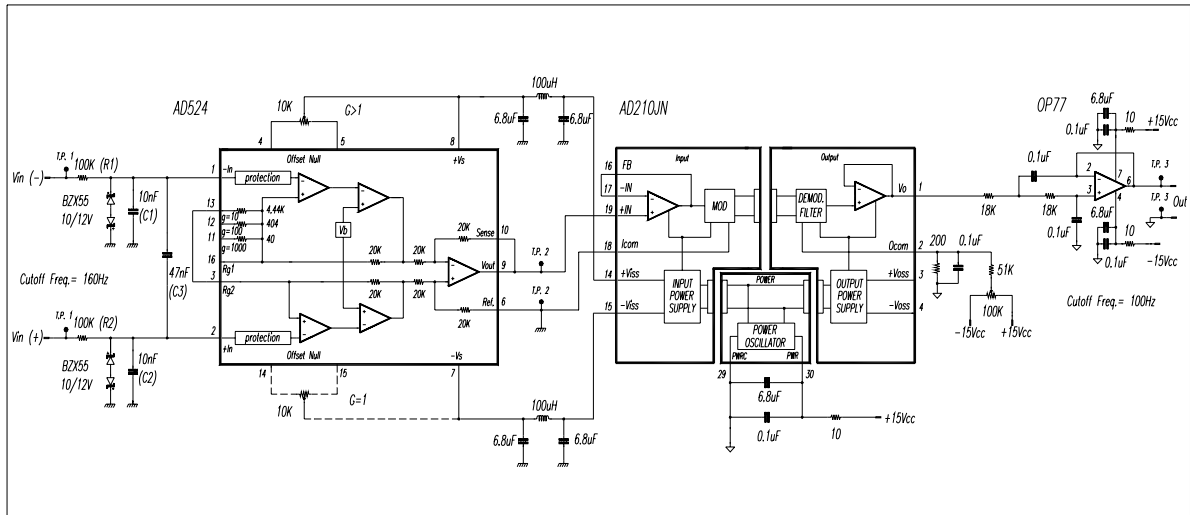 AD524
AD210JN
OP77
Vin (-)
T.P. 1
100K (R1)
BZX55
10/12V
10nF
(C1)
47nF
(C3)
Cutoff Freq.= 160Hz
Vin (+)
T.P. 1
100K (R2)
BZX55
10/12V
10nF
(C2)
10K
G>1
4
5
8
Offset Null
+Vs
1
-In
protection
13
12
11
16
3
2
g=10
g=100
g=1000
4.44K
404
40
Rg1
Rg2
Vb
20K
20K
20K
20K
20K
20K
Sense
10
Vout
9
Ref.
6
+In
protection
Offset Null
-Vs
14
15
7
10K
G=1
T.P. 2
T.P. 2
100uH
6.8uF
6.8uF
100uH
6.8uF
6.8uF
Input
16
FB
17
-IN
19
+IN
18
Icom
14
+Viss
15
-Viss
MOD
INPUT
POWER
SUPPLY
POWER
POWER
OSCILLATOR
PWRC
PWR
29
30
6.8uF
0.1uF
10
+15Vcc
Output
DEMOD.
FILTER
OUTPUT
POWER
SUPPLY
Vo
1
Ocom
2
+Voss
3
-Voss
4
200
0.1uF
51K
100K
-15Vcc
+15Vcc
18K
18K
0.1uF
0.1uF
6.8uF
0.1uF
10
+15Vcc
2
3
7
6
4
T.P. 3
T.P. 3
Out
6.8uF
0.1uF
10
-15Vcc
Cutoff Freq.= 100Hz